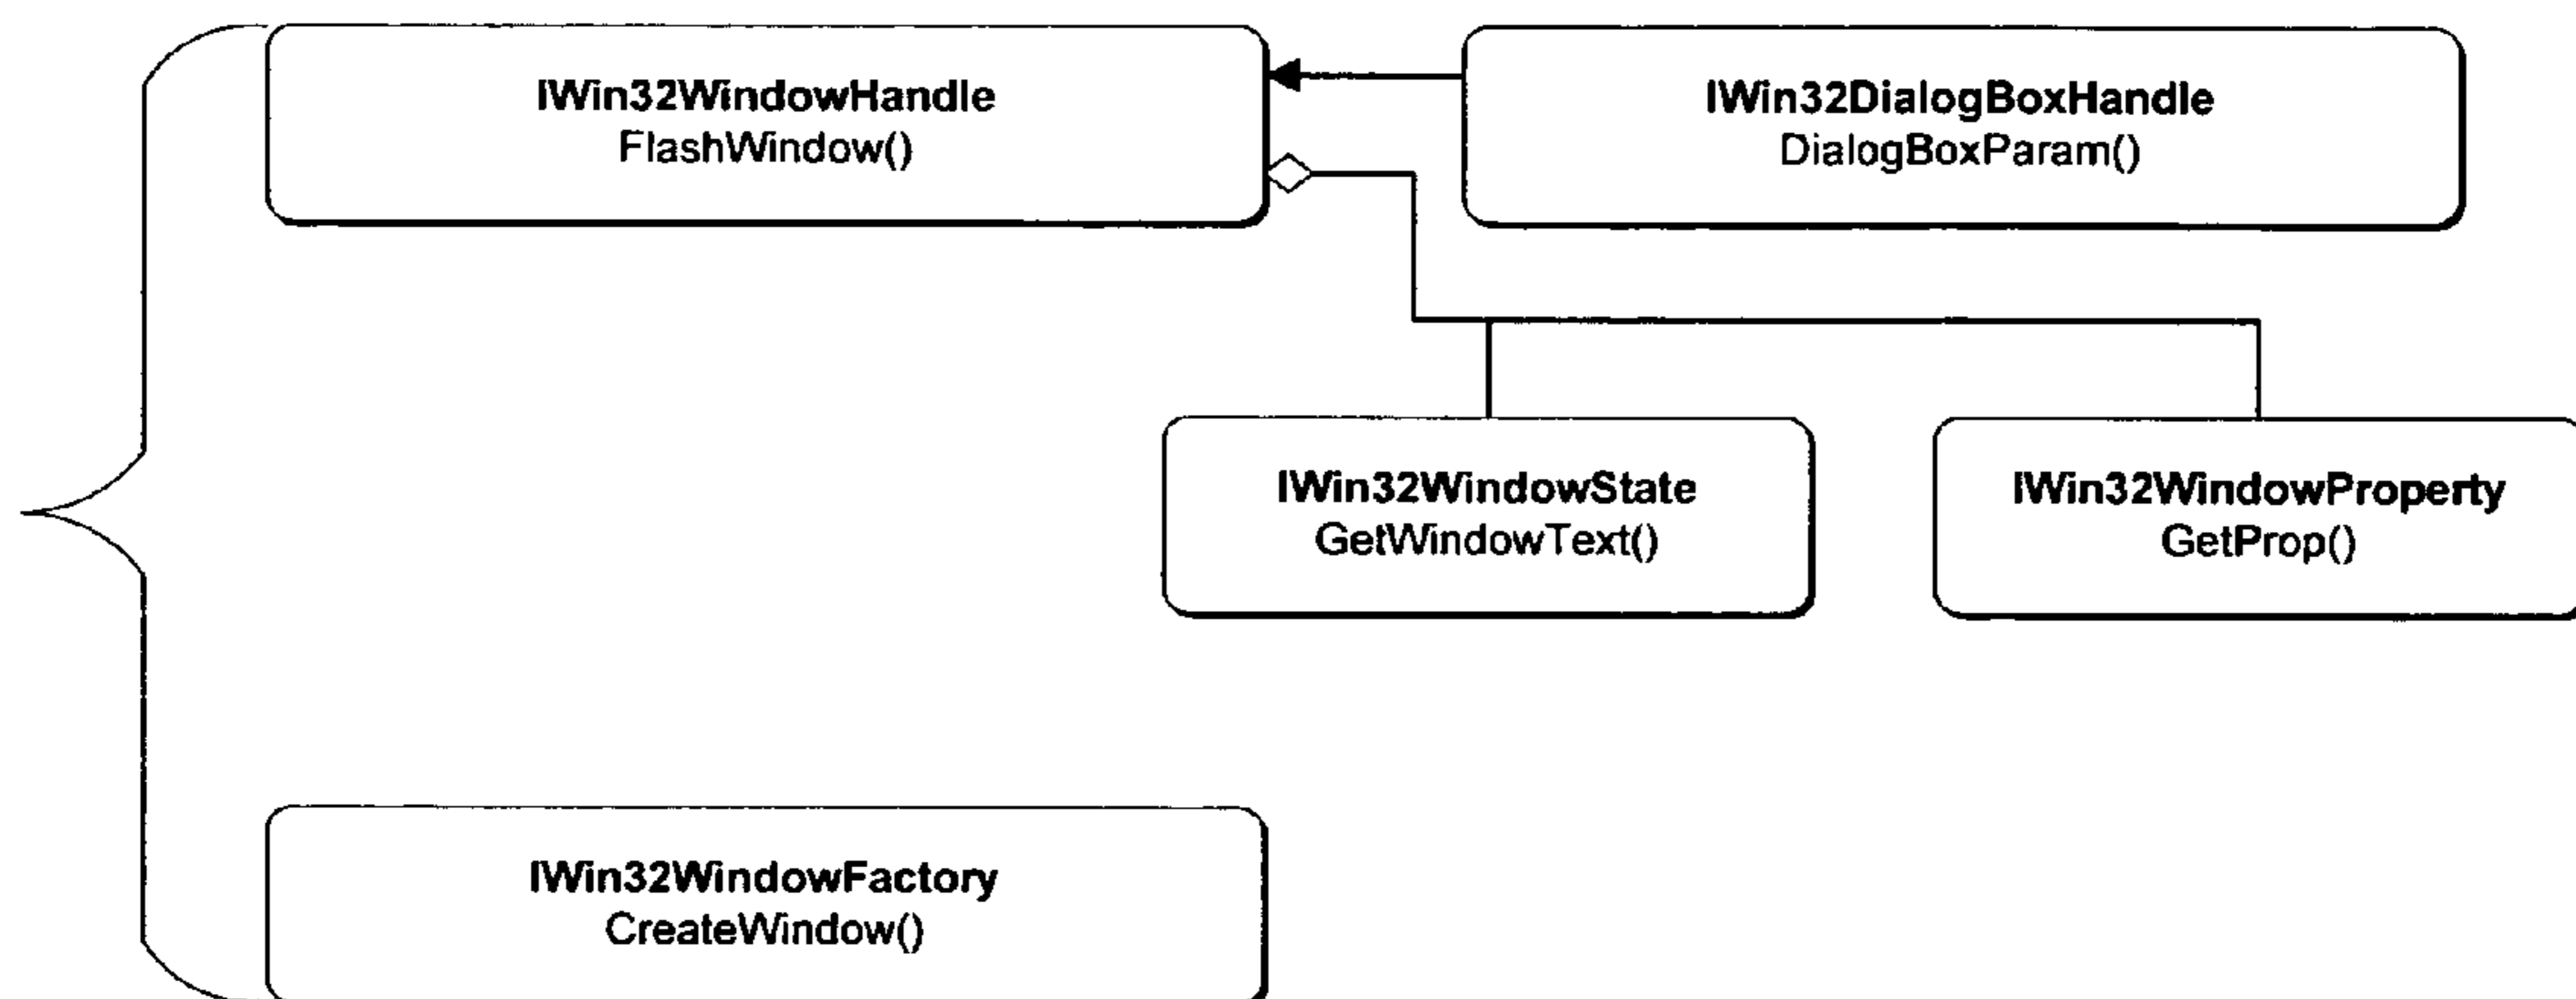 IWin32WindowHandle
FlashWindow()
IWin32DialogBoxHandle
DialogBoxParam()
IWin32WindowState
GetWindowText()
IWin32WindowProperty
GetProp()
IWin32WindowFactory
CreateWindow()